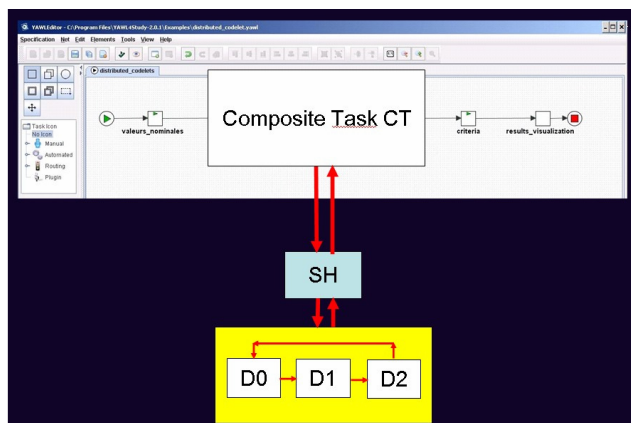 YAWLEditor - C:\Program Files\YAWL4Study-2.0.1\Examples\distributed_codelet.yawl
Specification Net Edit Elements Tools View Help
distributed_codelets
Composite Task CT
valeurs_nominales
criteria
results_visualization
Task Icon
No Icon
Manual
Automated
Routing
Plugin
SH
D0 D1 D2